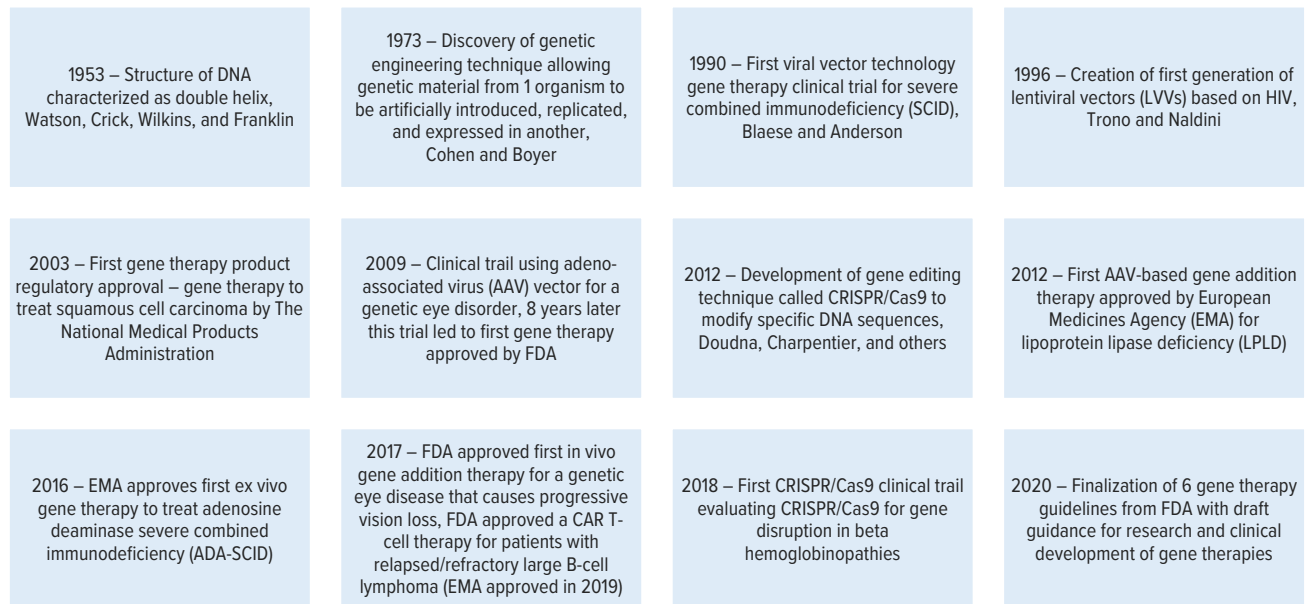 1953 – Structure of DNA
characterized as double helix,
Watson, Crick, Wilkins, and Franklin
1973 – Discovery of genetic
engineering technique allowing
genetic material from 1 organism to
be artificially introduced, replicated,
and expressed in another,
Cohen and Boyer
1990 – First viral vector technology
gene therapy clinical trial for severe
combined immunodeficiency (SCID),
Blaese and Anderson
1996 – Creation of first generation of
lentiviral vectors (LVVs) based on HIV,
Trono and Naldini
2003 – First gene therapy product
regulatory approval – gene therapy to
treat squamous cell carcinoma by The
National Medical Products
Administration
2009 – Clinical trail using adeno-
associated virus (AAV) vector for a
genetic eye disorder, 8 years later
this trial led to first gene therapy
approved by FDA
2012 – Development of gene editing
technique called CRISPR/Cas9 to
modify specific DNA sequences,
Doudna, Charpentier, and others
2012 – First AAV-based gene addition
therapy approved by European
Medicines Agency (EMA) for
lipoprotein lipase deficiency (LPLD)
2016 – EMA approves first ex vivo
gene therapy to treat adenosine
deaminase severe combined
immunodeficiency (ADA-SCID)
2017 – FDA approved first in vivo
gene addition therapy for a genetic
eye disease that causes progressive
vision loss, FDA approved a CAR T-
cell therapy for patients with
relapsed/refractory large B-cell
lymphoma (EMA approved in 2019)
2018 – First CRISPR/Cas9 clinical trail
evaluating CRISPR/Cas9 for gene
disruption in beta
hemoglobinopathies
2020 – Finalization of 6 gene therapy
guidelines from FDA with draft
guidance for research and clinical
development of gene therapies